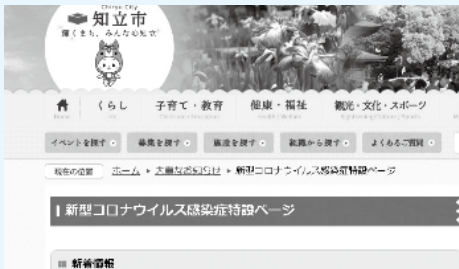 Chiryu City
知立市
輝くまち、みんなの知立
くらし
子育て・教育
健康・福祉
観光・文化・スポーツ
Home
Health / Welfare
イベントを探す
募集を探す
施設を探す
組織から探す
よくあるご質問
現在の位置
ホーム
大事なお知らせ
新型コロナウイルス感染症特設ページ
新型コロナウイルス感染症特設ページ
新着情報